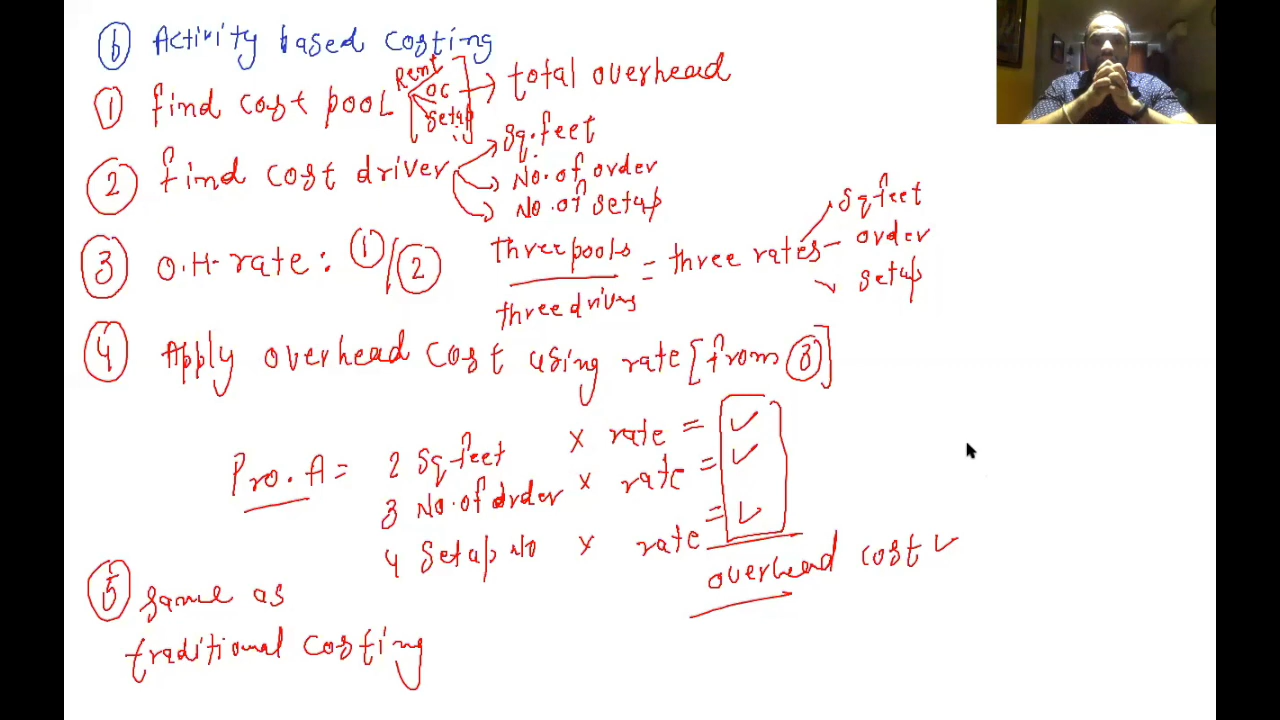 (b) Activity based costing
① find cost pool Rent OC setup → total overhead
② find cost driver
Sq.feet
No. of order
No. of setup
③ O.H. rate: ①/② three pools / three drivers = three rates
Sq feet
order
setup
④ Apply overhead cost using rate [from ③]
Pro. A = 2 Sq feet × rate = ✓
3 No. of order × rate = ✓
4 Setup No × rate = ✓
overhead cost ✓
⑤ same as
traditional costing